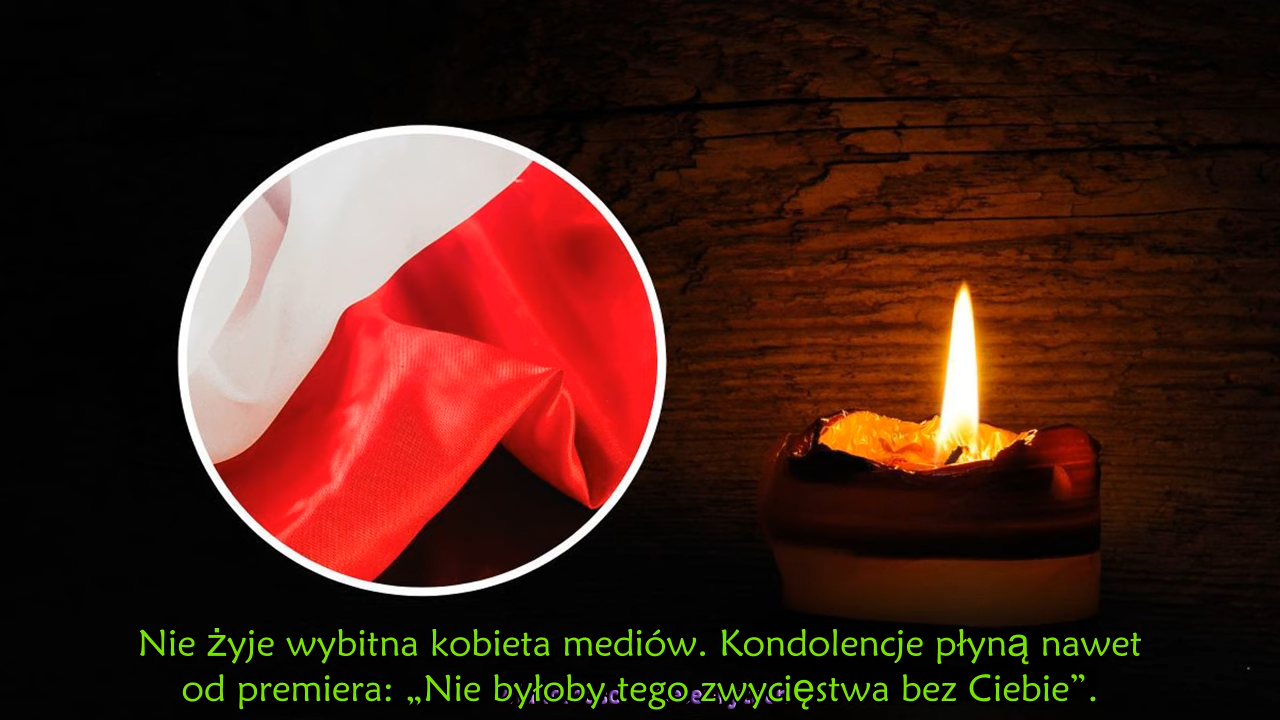 Nie żyje wybitna kobieta mediów. Kondolencje płyną nawet
od premiera: „Nie byłoby tego zwycięstwa bez Ciebie”.